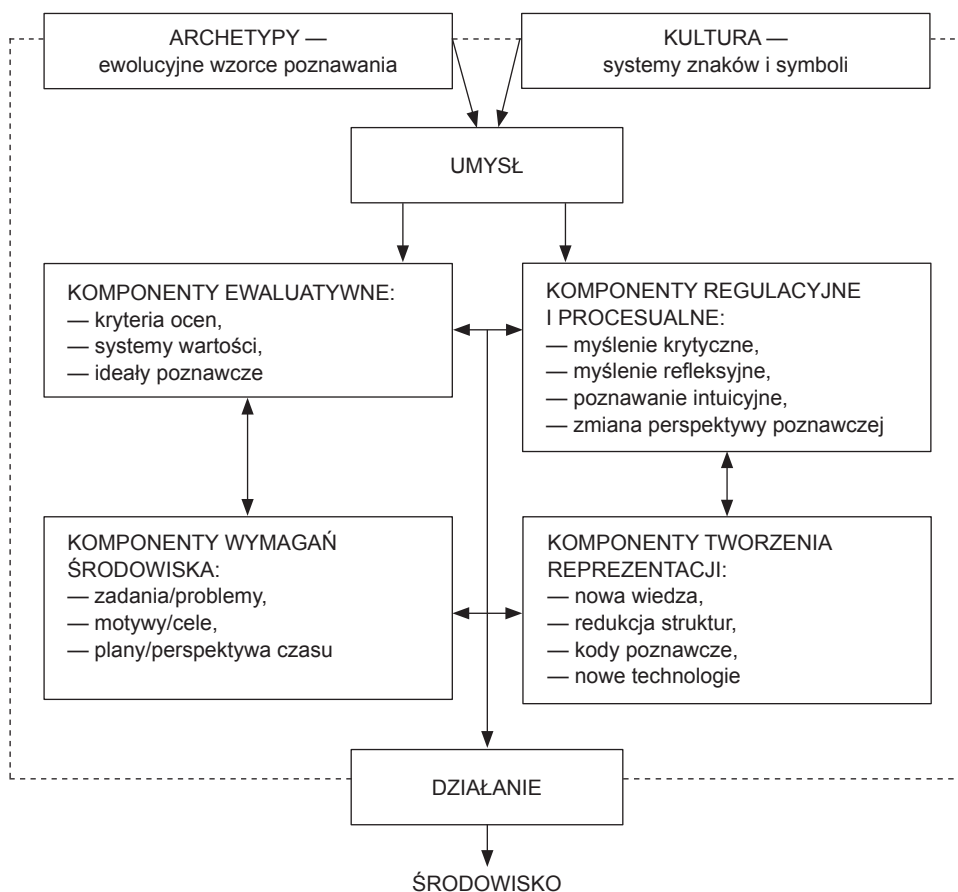 ARCHETYPY —
ewolucyjne wzorce poznawania
KULTURA —
systemy znaków i symboli
UMYSŁ
KOMPONENTY EWALUATYWNE:
— kryteria ocen,
— systemy wartości,
— ideały poznawcze
KOMPONENTY REGULACYJNE
I PROCESUALNE:
— myślenie krytyczne,
— myślenie refleksyjne,
— poznawanie intuicyjne,
— zmiana perspektywy poznawczej
KOMPONENTY WYMAGAŃ
ŚRODOWISKA:
— zadania/problemy,
— motywy/cele,
— plany/perspektywa czasu
KOMPONENTY TWORZENIA
REPREZENTACJI:
— nowa wiedza,
— redukcja struktur,
— kody poznawcze,
— nowe technologie
DZIAŁANIE
ŚRODOWISKO